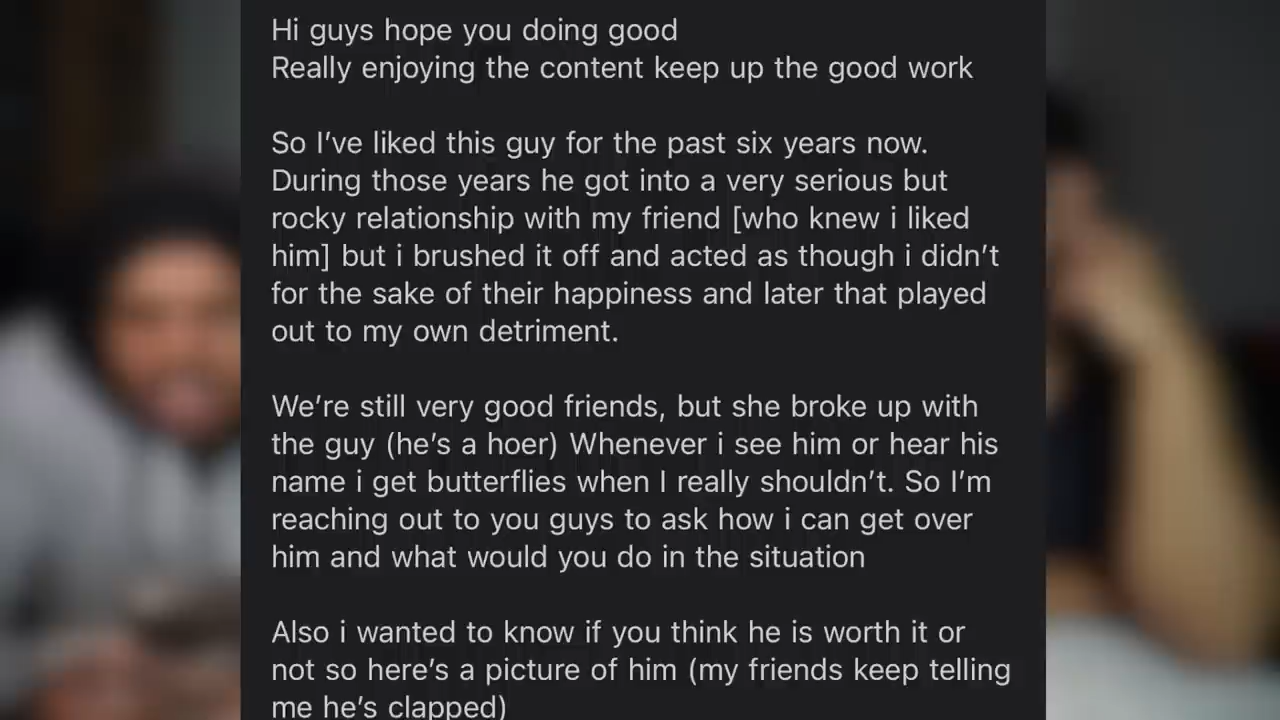 Hi guys hope you doing good
Really enjoying the content keep up the good work
So I’ve liked this guy for the past six years now.
During those years he got into a very serious but
rocky relationship with my friend [who knew i liked
him] but i brushed it off and acted as though i didn’t
for the sake of their happiness and later that played
out to my own detriment.
We’re still very good friends, but she broke up with
the guy (he’s a hoer) Whenever i see him or hear his
name i get butterflies when I really shouldn’t. So I’m
reaching out to you guys to ask how i can get over
him and what would you do in the situation
Also i wanted to know if you think he is worth it or
not so here’s a picture of him (my friends keep telling
me he’s clapped)